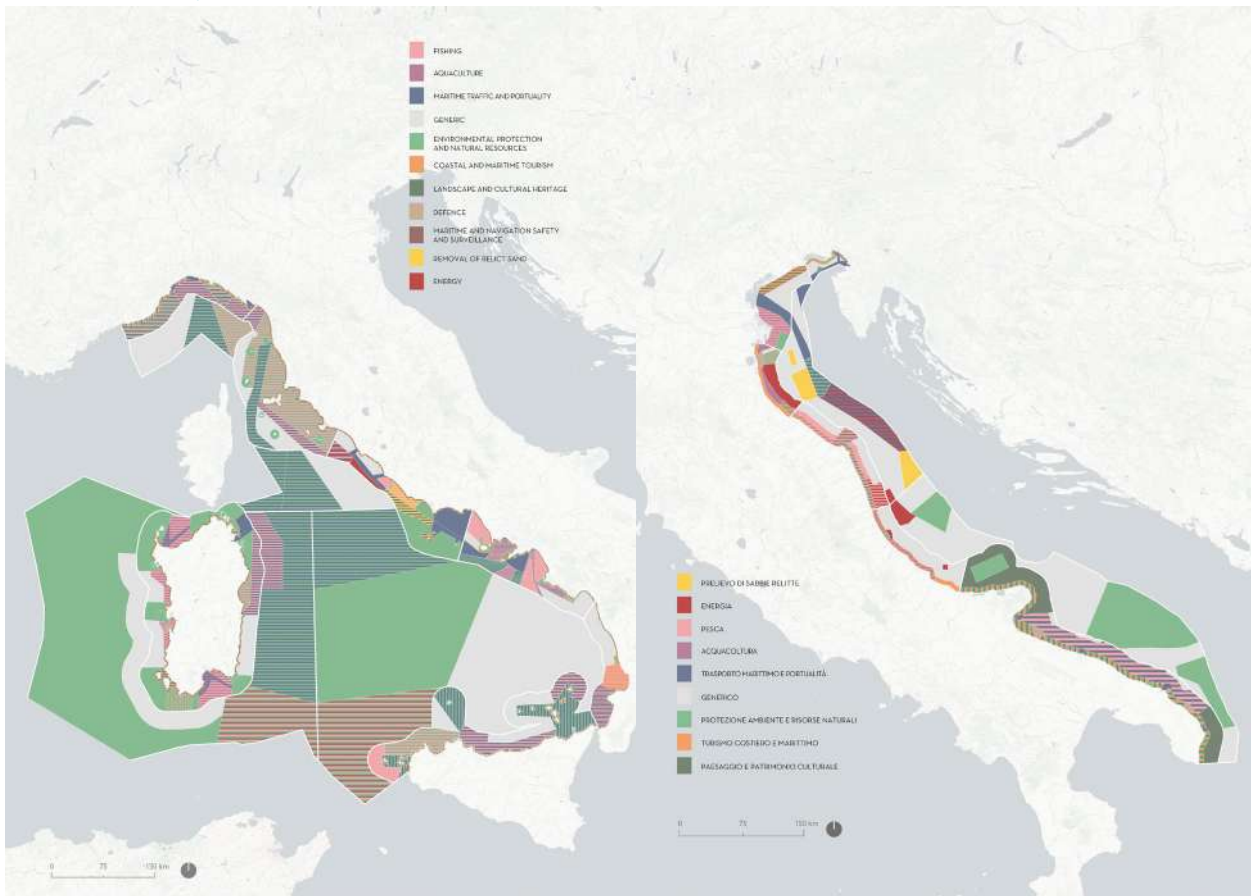 FISHING
AQUACULTURE
MARITIME TRAFFIC AND PORTUALITY
GENERIC
ENVIRONMENTAL PROTECTION
AND NATURAL RESOURCES
COASTAL AND MARITIME TOURISM
LANDSCAPE AND CULTURAL HERITAGE
DEFENCE
MARITIME AND NAVIGATION SAFETY
AND SURVEILLANCE
REMOVAL OF RELICT SAND
ENERGY
0 75 150 km
PRELIEVO DI SABBIE RELITTE
ENERGIA
PESCA
ACQUACOLTURA
TRASPORTO MARITTIMO E PORTUALITÀ
GENERICO
PROTEZIONE AMBIENTE E RISORSE NATURALI
TURISMO COSTIERO E MARITTIMO
PAESAGGIO E PATRIMONIO CULTURALE
0 75 150 km